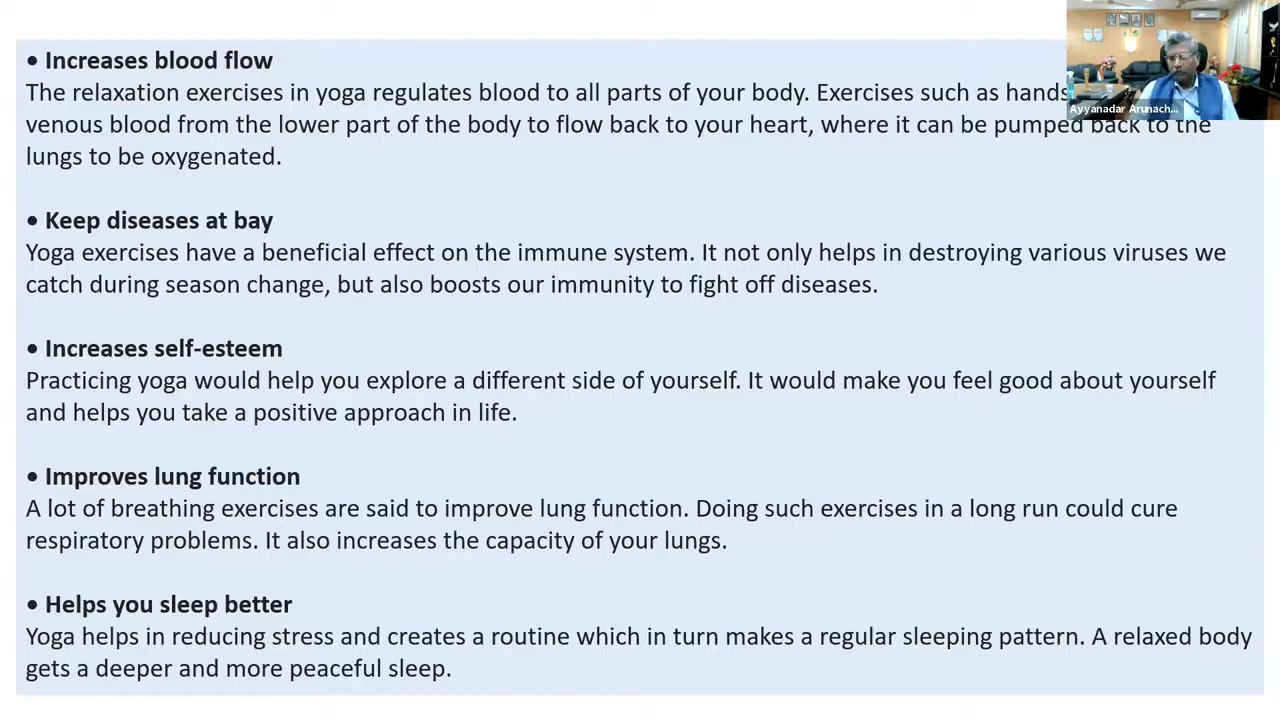 • Increases blood flow
The relaxation exercises in yoga regulates blood to all parts of your body. Exercises such as hands
venous blood from the lower part of the body to flow back to your heart, where it can be pumped back to the
lungs to be oxygenated.
• Keep diseases at bay
Yoga exercises have a beneficial effect on the immune system. It not only helps in destroying various viruses we
catch during season change, but also boosts our immunity to fight off diseases.
• Increases self-esteem
Practicing yoga would help you explore a different side of yourself. It would make you feel good about yourself
and helps you take a positive approach in life.
• Improves lung function
A lot of breathing exercises are said to improve lung function. Doing such exercises in a long run could cure
respiratory problems. It also increases the capacity of your lungs.
• Helps you sleep better
Yoga helps in reducing stress and creates a routine which in turn makes a regular sleeping pattern. A relaxed body
gets a deeper and more peaceful sleep.
Ayyanadar Arunach...